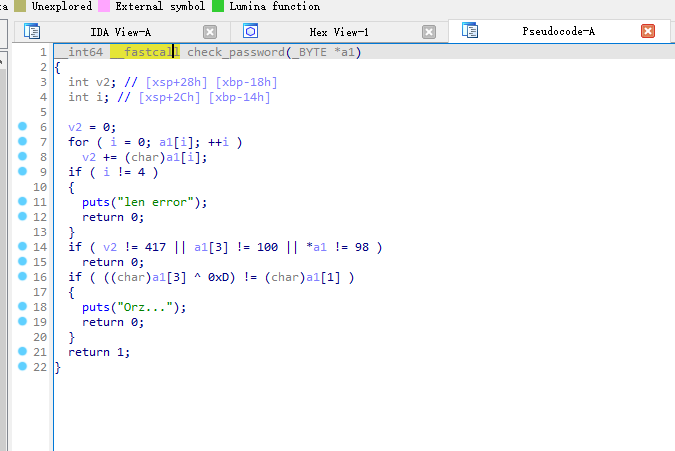 ta Unexplored External symbol Lumina function
IDA View-A Hex View-1 Pseudocode-A
1 __int64 __fastcall check_password(_BYTE *a1)
2 {
3   int v2; // [xsp+28h] [xbp-18h]
4   int i; // [xsp+2Ch] [xbp-14h]
5
6   v2 = 0;
7   for ( i = 0; a1[i]; ++i )
8     v2 += (char)a1[i];
9   if ( i != 4 )
10   {
11     puts("len error");
12     return 0;
13   }
14   if ( v2 != 417 || a1[3] != 100 || *a1 != 98 )
15     return 0;
16   if ( ((char)a1[3] ^ 0xD) != (char)a1[1] )
17   {
18     puts("Orz...");
19     return 0;
20   }
21   return 1;
22 }